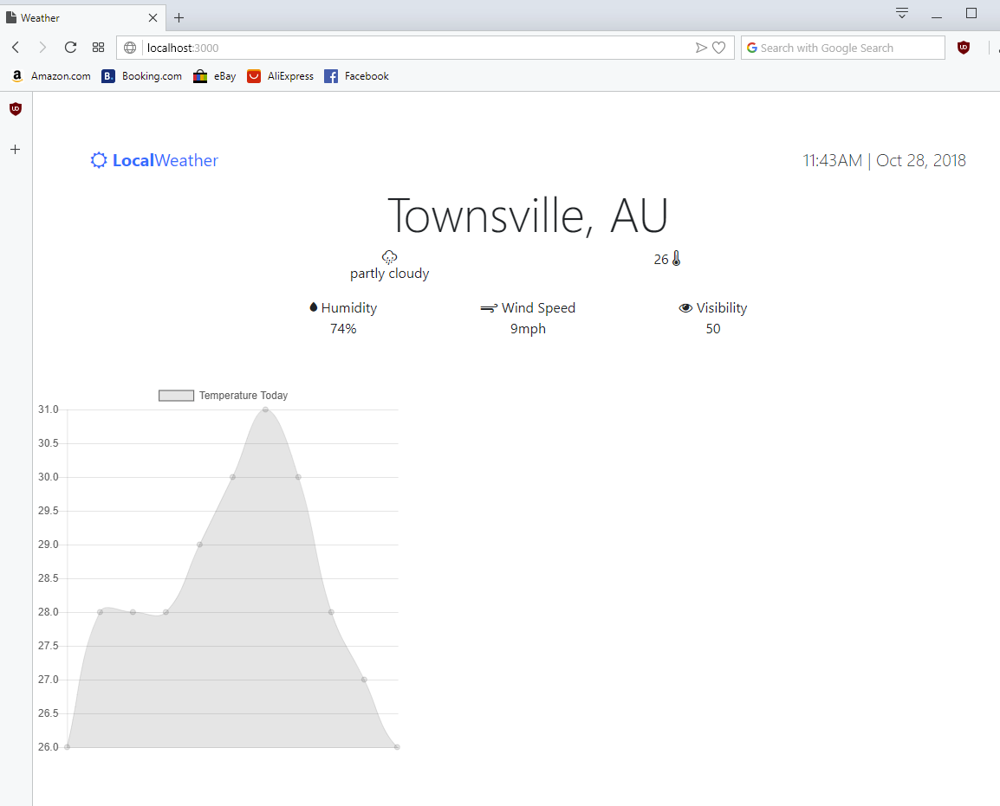 Weather
localhost:3000
Search with Google Search
Amazon.com
Booking.com
eBay
AliExpress
Facebook
LocalWeather
11:43AM | Oct 28, 2018
Townsville, AU
partly cloudy
26
Humidity
74%
Wind Speed
9mph
Visibility
50
Temperature Today
31.0
30.5
30.0
29.5
29.0
28.5
28.0
27.5
27.0
26.5
26.0